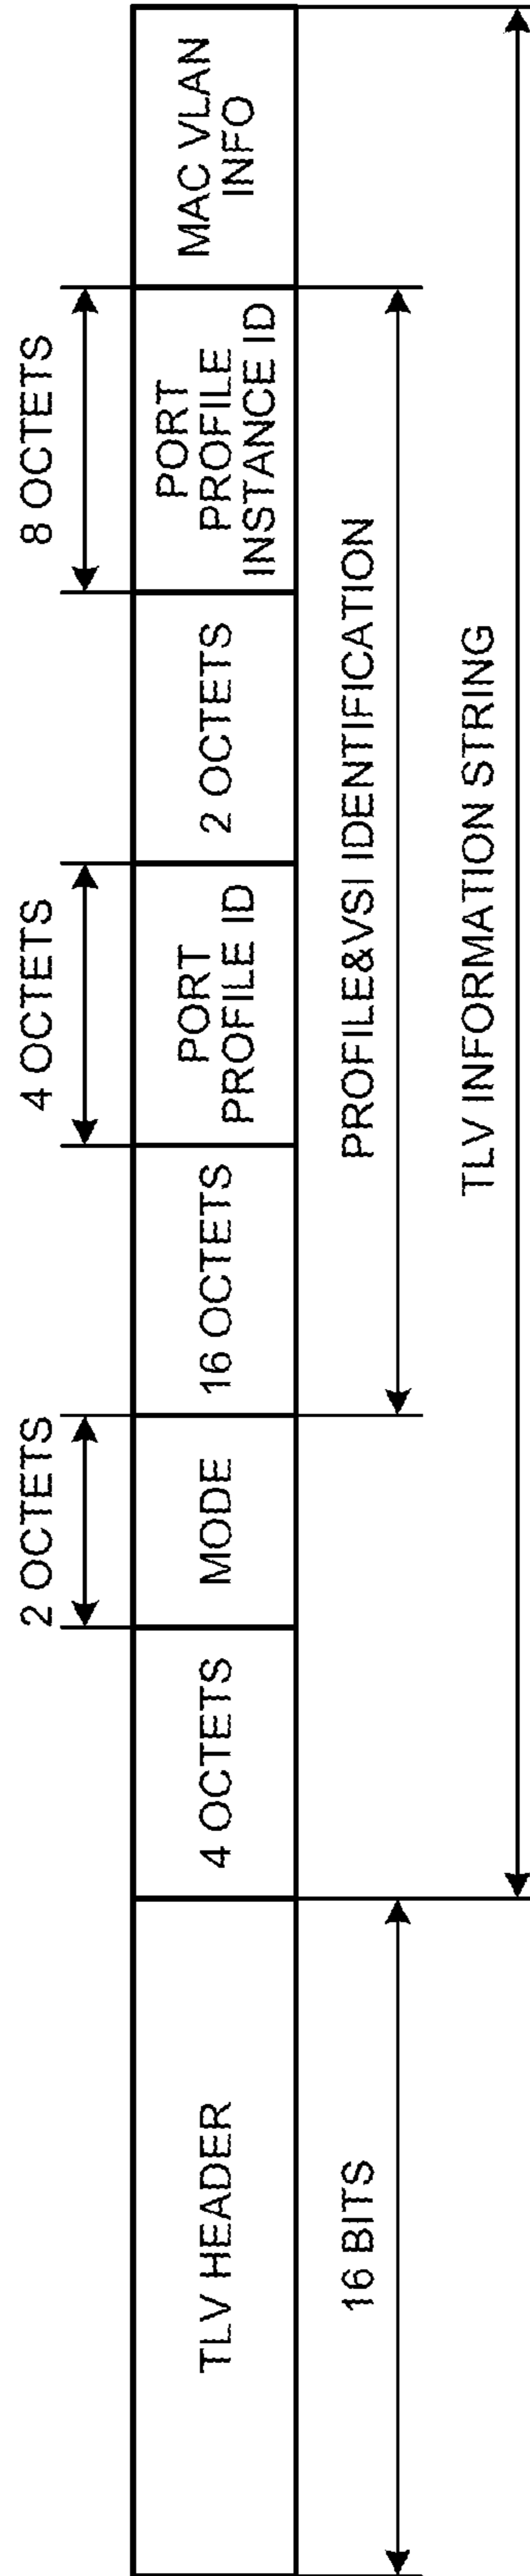 2 OCTETS
4 OCTETS
8 OCTETS
TLV HEADER
4 OCTETS
MODE
16 OCTETS
PORT
PROFILE ID
2 OCTETS
PORT
PROFILE
INSTANCE ID
MAC VLAN
INFO
16 BITS
PROFILE&VSI IDENTIFICATION
TLV INFORMATION STRING